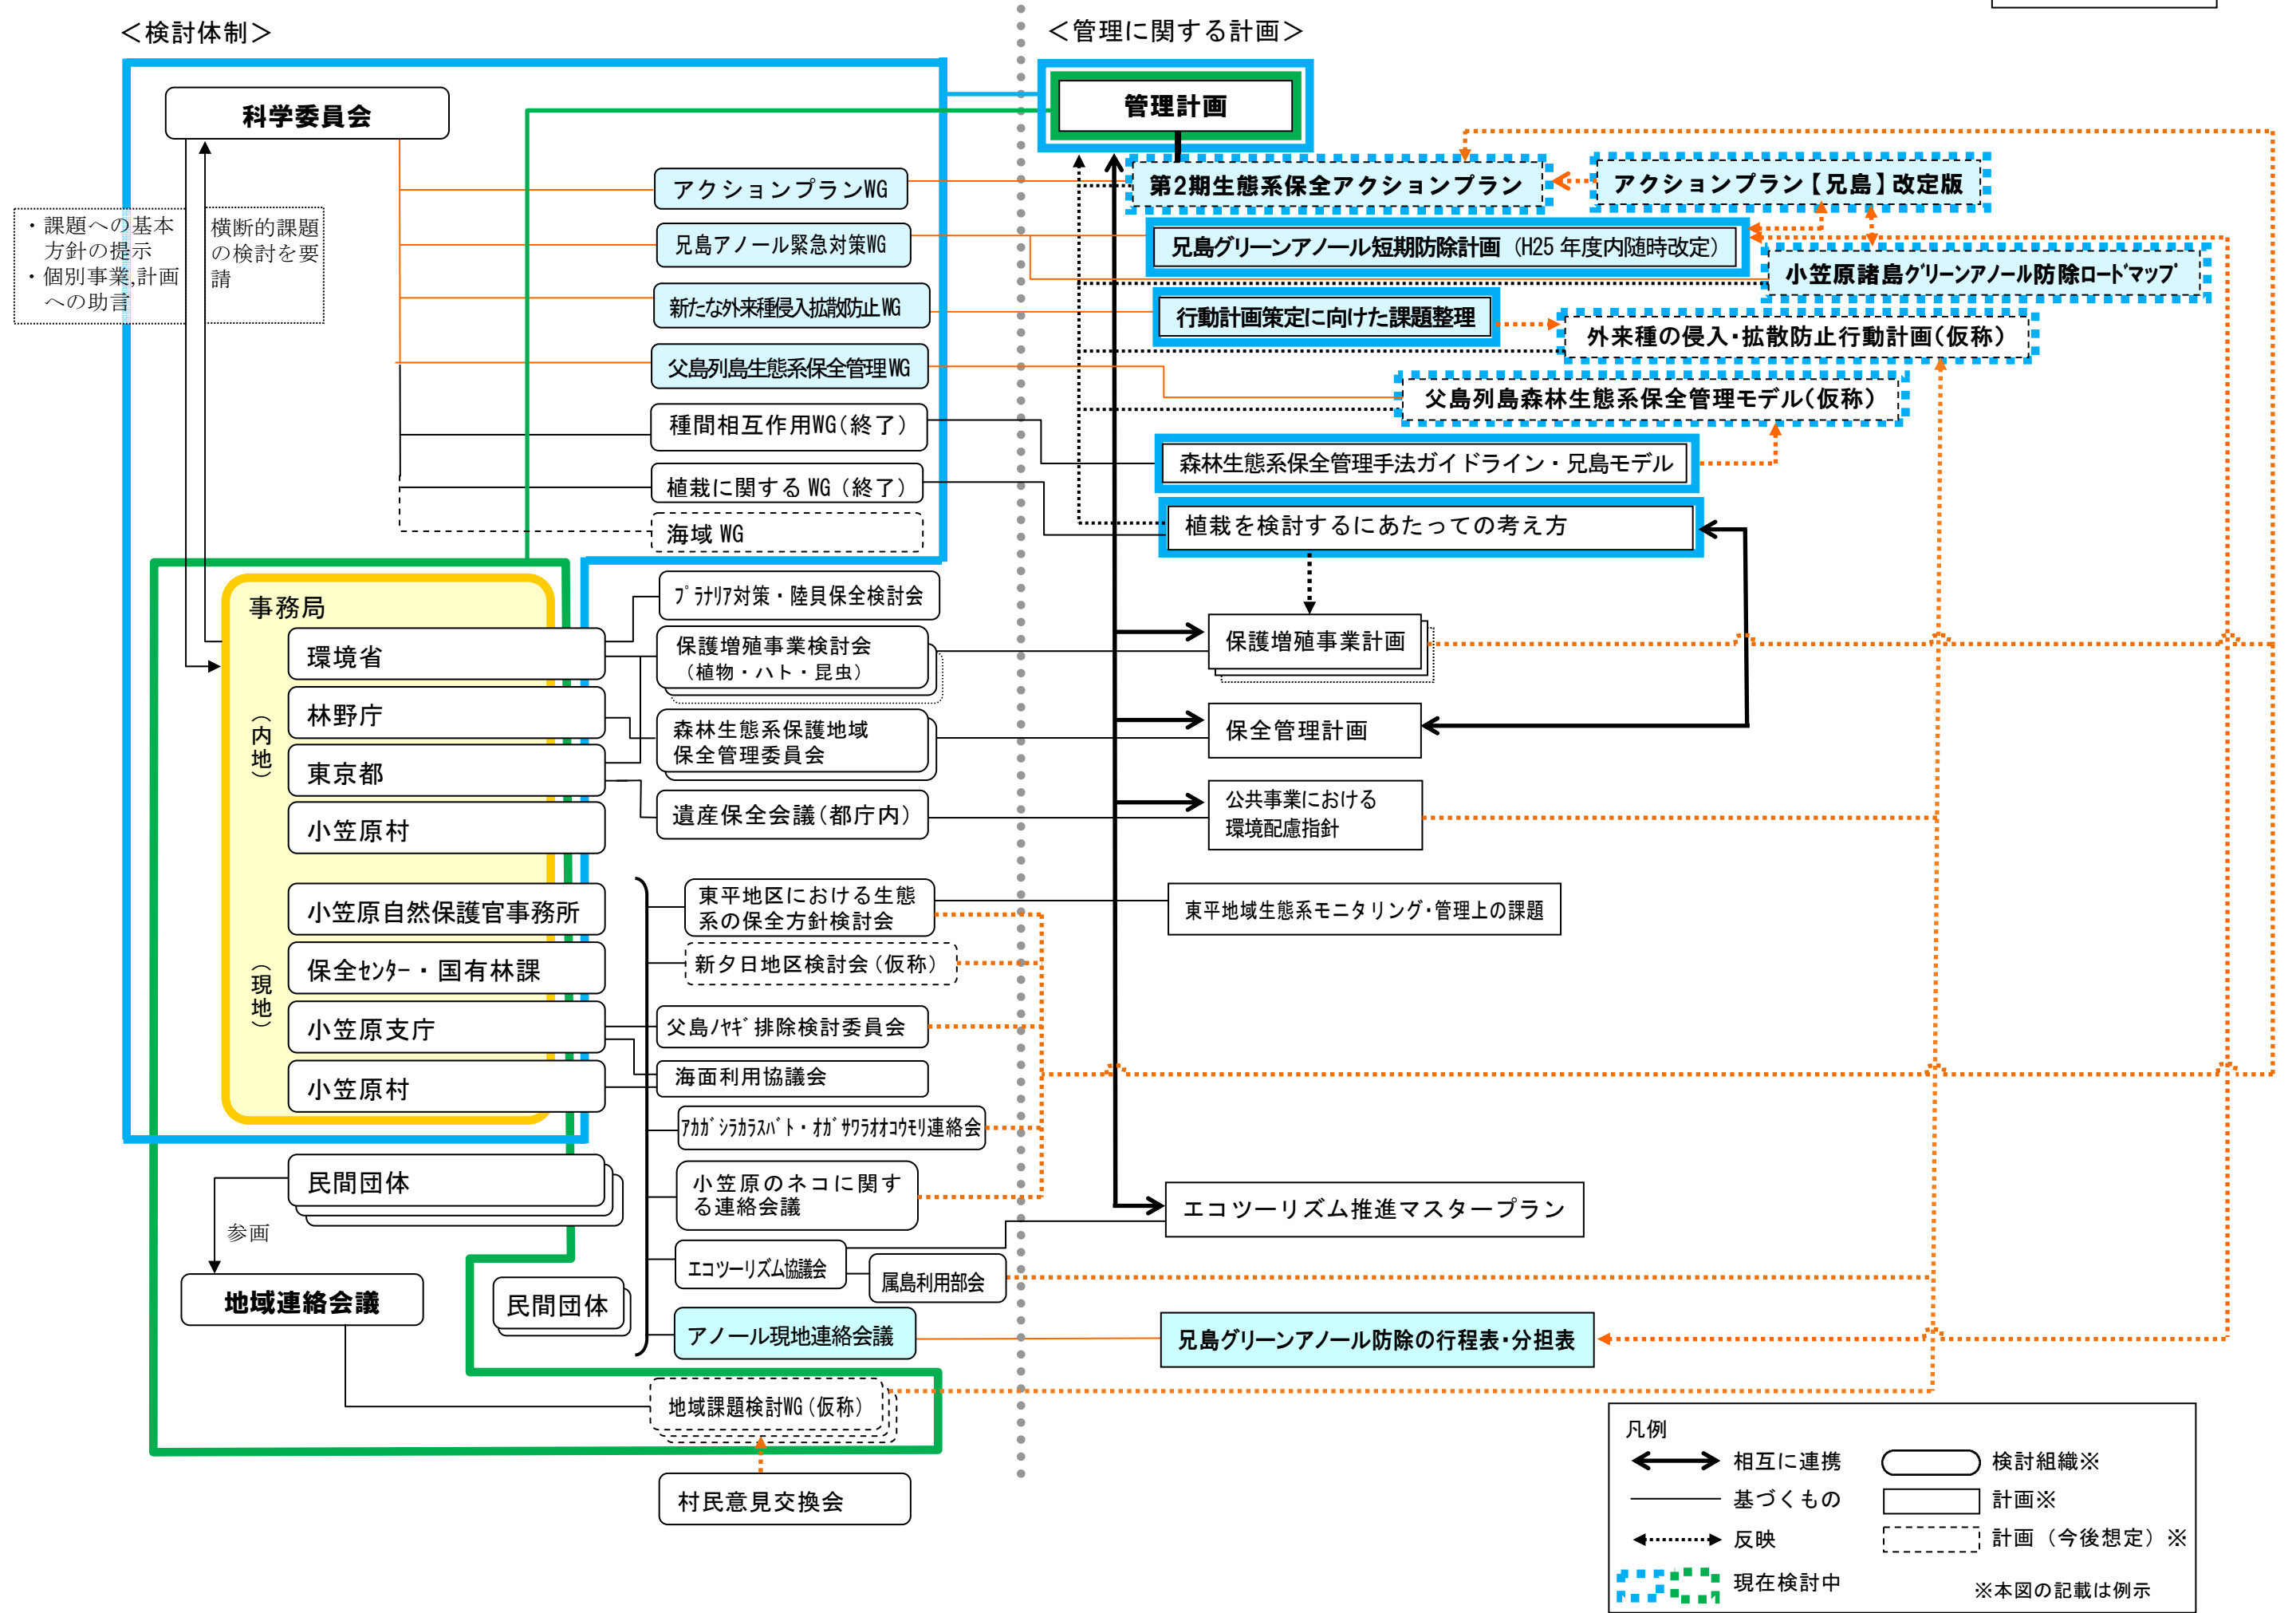 ＜検討体制＞
＜管理に関する計画＞
科学委員会
・課題への基本
方針の提示
・個別事業,計画
への助言
横断的課題
の検討を要
請
アクションプランWG
兄島アノール緊急対策WG
新たな外来種侵入拡散防止WG
父島列島生態系保全管理WG
種間相互作用WG（終了）
植栽に関するWG（終了）
海域WG
管理計画
第2期生態系保全アクションプラン
アクションプラン【兄島】改定版
兄島グリーンアノール短期防除計画（H25年度内随時改定）
小笠原諸島グリーンアノール防除ロードマップ
行動計画策定に向けた課題整理
外来種の侵入・拡散防止行動計画（仮称）
父島列島森林生態系保全管理モデル（仮称）
森林生態系保全管理手法ガイドライン・兄島モデル
植栽を検討するにあたっての考え方
事務局
（内地）
環境省
林野庁
東京都
小笠原村
（現地）
小笠原自然保護官事務所
保全ｾﾝﾀｰ・国有林課
小笠原支庁
小笠原村
民間団体
参画
地域連絡会議
民間団体
ﾌﾟﾗﾅﾘｱ対策・陸貝保全検討会
保護増殖事業検討会
（植物・ハト・昆虫）
森林生態系保護地域
保全管理委員会
遺産保全会議（都庁内）
東平地区における生態
系の保全方針検討会
新夕日地区検討会（仮称）
父島ﾉﾔｷﾞ排除検討委員会
海面利用協議会
ｱｶｶﾞｼﾗｶﾗｽﾊﾞﾄ・ｵｶﾞｻﾜﾗｵｵｺｳﾓﾘ連絡会
小笠原のネコに関す
る連絡会議
エコツーリズム協議会
属島利用部会
アノール現地連絡会議
地域課題検討WG（仮称）
村民意見交換会
保護増殖事業計画
保全管理計画
公共事業における
環境配慮指針
東平地域生態系モニタリング・管理上の課題
エコツーリズム推進マスタープラン
兄島グリーンアノール防除の行程表・分担表
凡例
相互に連携
検討組織※
基づくもの
計画※
反映
計画（今後想定）※
現在検討中
※本図の記載は例示